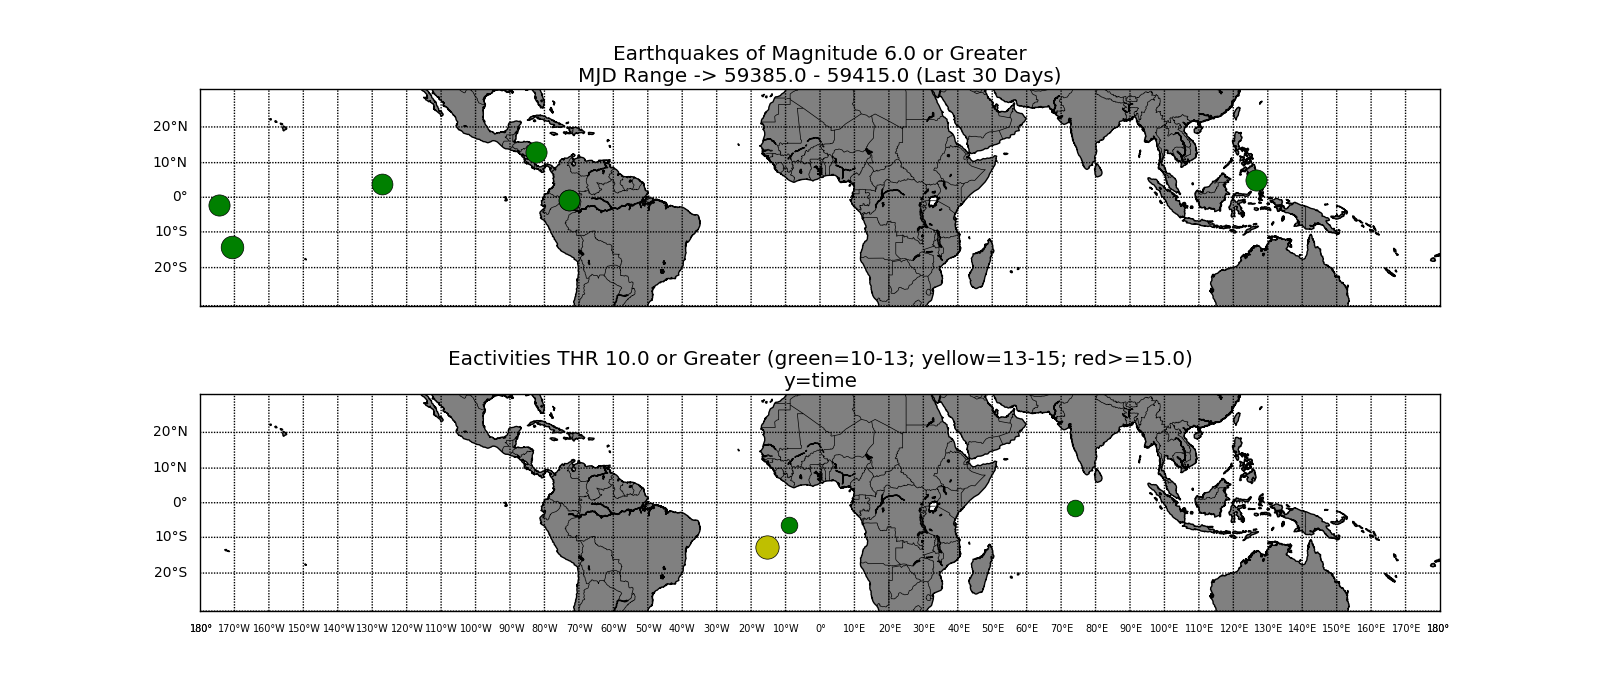 Earthquakes of Magnitude 6.0 or Greater
MJD Range -> 59385.0 - 59415.0 (Last 30 Days)
20°N
10°N
0°
10°S
20°S
Eactivities THR 10.0 or Greater (green=10-13; yellow=13-15; red>=15.0)
y=time
20°N
10°N
0°
10°S
20°S
180° 170°W 160°W 150°W 140°W 130°W 120°W 110°W 100°W 90°W 80°W 70°W 60°W 50°W 40°W 30°W 20°W 10°W 0° 10°E 20°E 30°E 40°E 50°E 60°E 70°E 80°E 90°E 100°E 110°E 120°E 130°E 140°E 150°E 160°E 170°E 180°